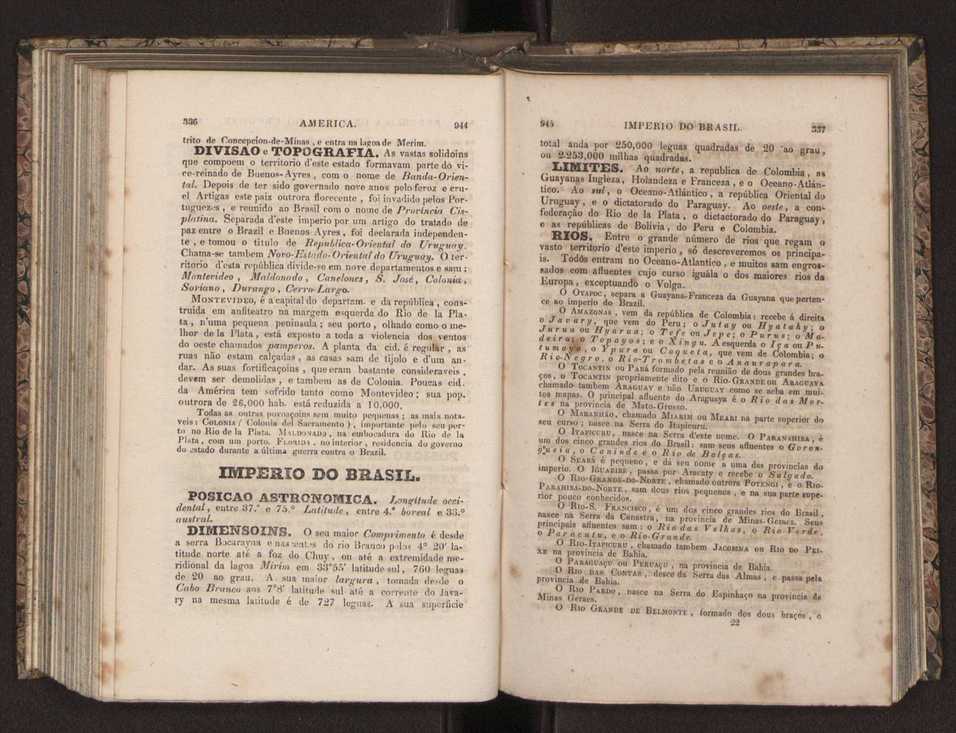 336 AMERICA. 944
trito de Concepcion-de-Minas , e entra na lagoa de Merim.
DIVISAO e TOPOGRAFIA. As vastas solidoins
que compoem o territorio d'este estado formavam parte do vi-
ce-reinado de Buenos-Ayres , com o nome de Banda-Orien-
tal. Depois de ter sido governado nove anos pelo feroz e cru-
el Artigas este paiz outrora florecente , foi invadido pelos Por-
tuguezes , e reunido ao Brasil com o nome de Provincia Cis-
platina. Separada d'este imperio por um artigo do tratado de
paz entre o Brazil e Buenos Ayres , foi declarada independen-
te , e tomou o titulo de Republica-Oriental do Uruguay.
Chama-se tambem Novo-Estado-Oriental do Uruguay. O ter-
ritorio d'esta república divide-se em nove departamentos e sam ;
Montevideo , Maldonado , Canelones , S. José , Colonia ,
Soriano , Durango , Cerro-Largo.
MONTEVIDEO, é a capital do departam. e da república , cons-
truida em anfiteatro na margem esquerda do Rio de la Pla-
ta , n'uma pequena peninsula ; seu porto , olhado como o me-
lhor de la Plata , está exposto a toda a violencia dos ventos
do oeste chamados pamperos. A planta da cid. é regular , as
ruas não estam calçadas , as casas sam de tijolo e d'um an-
dar. As suas fortificaçoins , que eram bastante consideraveis ,
devem ser demolidas , e tambem as de Colonia. Poucas cid.
da América tem sofrido tanto como Montevideo ; sua pop.
outrora de 26,000 hab. está reduzida a 10,000.
Todas as outras povoaçoins sem muito pequenas ; as mais nota-
veis : COLONIA ( Colonia del Sacramento ) , importante pelo seu por-
to no Rio de la Plata. MALDONADO , na embocadura do Rio de la
Plata , com um porto. FLORIDA , no interior , residencia do governo
do estado durante a última guerra contra o Brazil.
IMPERIO DO BRASIL.
POSICAO ASTRONOMICA. Longitude occi-
dental , entre 37.° e 75.° Latitude , entre 4.° boreal e 33.°
austral.
DIMENSOINS. O seu maior Comprimento é desde
a serra Bacarayna e nascentes do rio Branco pelos 4° 20' la-
titude norte até a foz do Chuy , ou até a extremidade me-
ridional da lagoa Mirim em 33°55' latitude sul , 760 leguas
de 20 ao grau. A sua maior largura , tomada desde o
Cabo Branco aos 7°8' latitude sul até a corrente do Java-
ry na mesma latitude é de 727 leguas. A sua superficie
945 IMPERIO DO BRASIL. 337
total anda por 250,000 leguas quadradas de 20 ao grau,
ou 2.253,000 milhas quadradas.
LIMITES. Ao norte, a republica de Colombia, as
Guayanas Ingleza, Holandeza e Franceza , e o Oceano-Atlán-
tico. Ao sul , o Oceano-Atlántico , a república Oriental do
Uruguay , e o dictatorado do Paraguay. Ao oeste, a con-
federação do Rio de la Plata , o dictactorado do Paraguay,
e as repúblicas de Bolivia, do Peru e Colombia.
RIOS. Entre o grande número de rios que regam o
vasto territorio d'este imperio , só descreveremos os principa-
is. Todos entram no Oceano-Atlantico , e muitos sam engros-
sados com afluentes cujo curso iguála o dos maiores rios da
Europa , exceptuando o Volga.
O OYAPOC, separa a Guayana-Franceza da Guayana que perten-
ce ao imperio do Brazil.
O AMAZONAS , vem da república de Colombia: recebe á direita
o Javary, que vem do Peru; o Jutay ou Hyatahy; o
Jurua ou Hyarua; o Tefe ou Jepe; o Purus; o Ma-
deira; o Topayos; e o Xingu. A esquerda o Iça ou Pu-
tumayo, o Ypura ou Coqueta, que vem de Colombia; o
Rio-Negro, o Rio-Trombetas e o Anaurapara.
O TOCANTIN ou PARÁ formado pela reunião de dous grandes bra-
ços, o TOCANTIN propriamente dito e o RIO-GRANDE ou ARAGUAYA
chamado tambem ARAGUAY e não URUGUAY como se acha em mui-
tos mapas. O principal afluente do Araguaya é o Rio das Mor-
tes na provincia de Mato-Grosso.
O MARANHÃO, chamado MIARIM ou MEARI na parte superior do
seu curso ; nasce na Serra do Itapicuru.
O ITAPICURU , nasce na Serra d'este nome. O PARANAHIBA , é
um dos cinco grandes rios do Brasil: sam seus afluentes o Gorou-
gueia, o Caninde e o Rio de Balças.
O SEARÁ é pequeno , e dá seu nome a uma das provincias do
imperio. O IGUARIBE , passa por Aracaty e recebe o Salgado.
O RIO-GRANDE-DO-NORTE , chamado outrora POTENGI , e o RIO-
PARAHIBA-DO-NORTE , sam dous rios pequenos , e na sua parte supe-
rior pouco conhecidos.
O RIO-S. FRANCISCO, é um dos cinco grandes rios do Brasil ,
nasce na Serra da Canastra , na provincia de Minas-Geraes. Seus
principais afluentes sam : o Rio das Velhas, o Rio Verde,
o Paracatu, e o Rio-Grande.
O RIO-ITAPICURU , chamado tambem JACOBINA ou RIO DO PEI-
XE na provincia de Bahia.
O PARAGUAÇU ou PERUAÇU , na provincia de Bahia.
O RIO DAS CONTAS , desce da Serra das Almas , e passa pela
provincia de Bahia.
O RIO PARDO , nasce na Serra do Espinhaço na provincia de
Minas Geraes.
O RIO GRANDE DE BELMONTE , formado dos dous braços , o
22